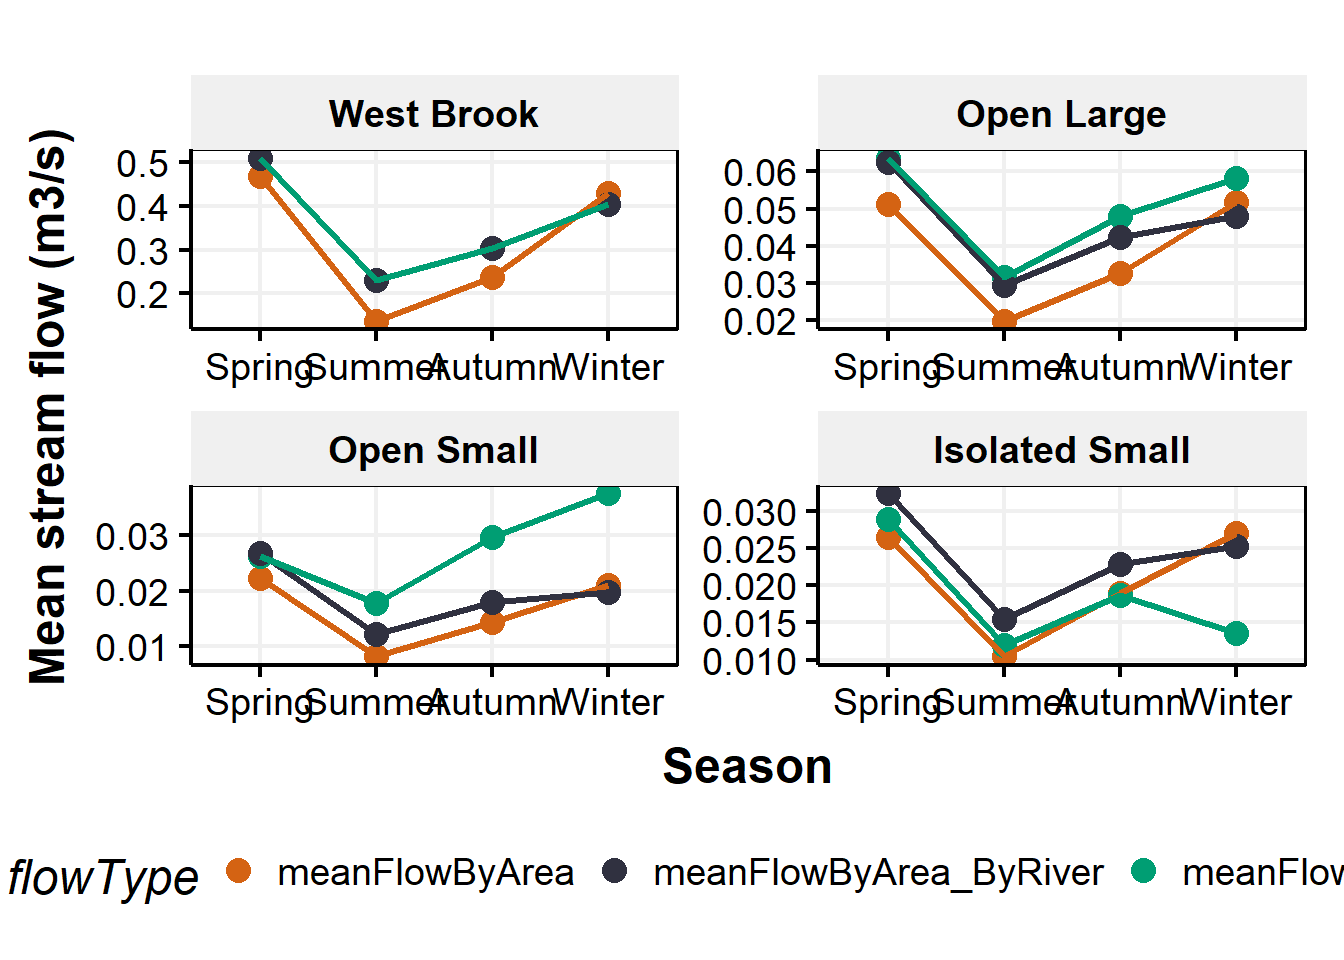 West Brook
Open Large
0.5
0.4
0.3
0.2
0.06
0.05
0.04
0.03
0.02
Spring Summer Autumn Winter
Spring Summer Autumn Winter
Open Small
Isolated Small
0.03
0.02
0.01
0.030
0.025
0.020
0.015
0.010
Spring Summer Autumn Winter
Spring Summer Autumn Winter
Mean stream flow (m3/s)
Season
flowType meanFlowByArea meanFlowByArea_ByRiver meanFlow